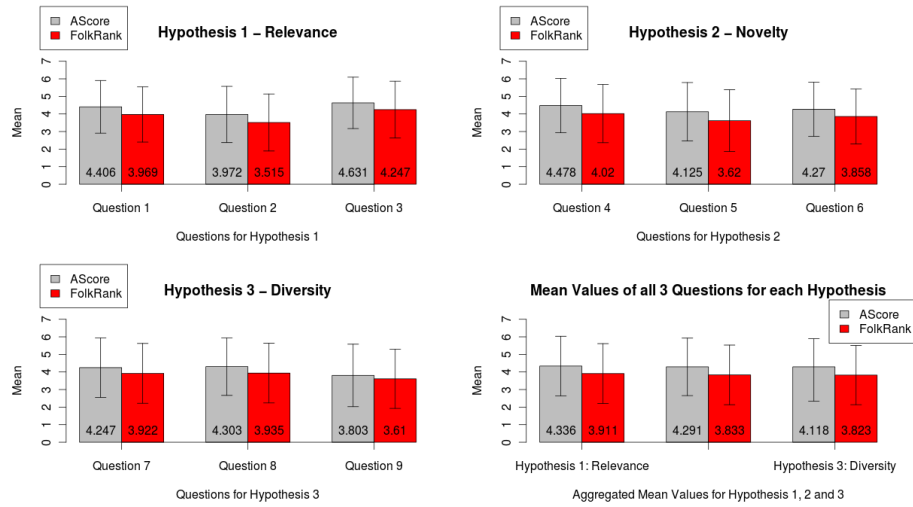 AScore
FolkRank
Hypothesis 1 – Relevance
Mean
0 1 2 3 4 5 6 7
4.406 3.969 3.972 3.515 4.631 4.247
Question 1 Question 2 Question 3
Questions for Hypothesis 1
AScore
FolkRank
Hypothesis 2 – Novelty
Mean
0 1 2 3 4 5 6 7
4.478 4.02 4.125 3.62 4.27 3.858
Question 4 Question 5 Question 6
Questions for Hypothesis 2
AScore
FolkRank
Hypothesis 3 – Diversity
Mean
0 1 2 3 4 5 6 7
4.247 3.922 4.303 3.935 3.803 3.61
Question 7 Question 8 Question 9
Questions for Hypothesis 3
Mean Values of all 3 Questions for each Hypothesis
AScore
FolkRank
Mean
0 1 2 3 4 5 6 7
4.336 3.911 4.291 3.833 4.118 3.823
Hypothesis 1: Relevance Hypothesis 3: Diversity
Aggregated Mean Values for Hypothesis 1, 2 and 3